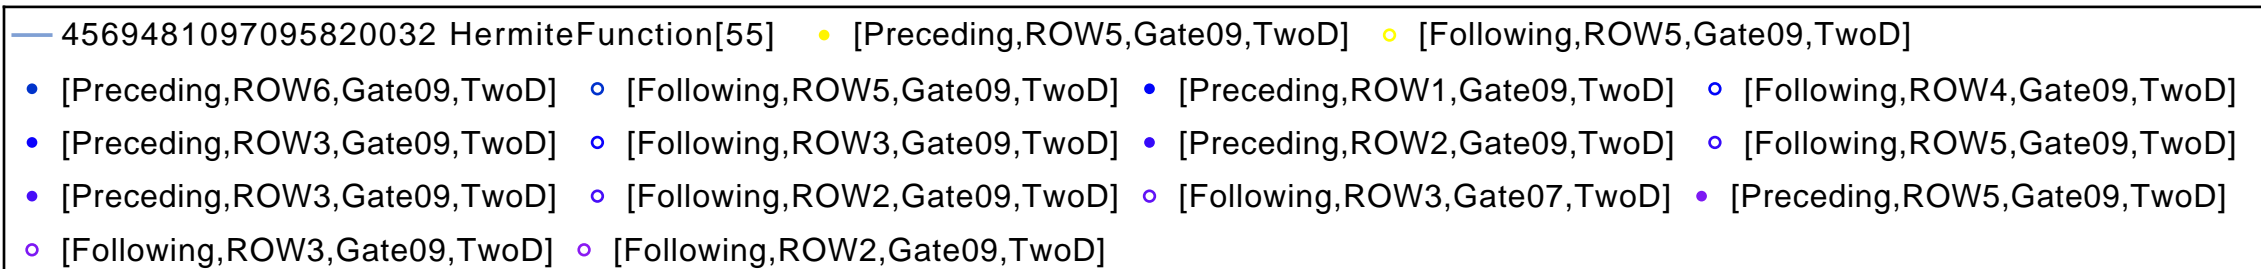 4569481097095820032 HermiteFunction[55] [Preceding,ROW5,Gate09,TwoD] [Following,ROW5,Gate09,TwoD]
[Preceding,ROW6,Gate09,TwoD] [Following,ROW5,Gate09,TwoD] [Preceding,ROW1,Gate09,TwoD] [Following,ROW4,Gate09,TwoD]
[Preceding,ROW3,Gate09,TwoD] [Following,ROW3,Gate09,TwoD] [Preceding,ROW2,Gate09,TwoD] [Following,ROW5,Gate09,TwoD]
[Preceding,ROW3,Gate09,TwoD] [Following,ROW2,Gate09,TwoD] [Following,ROW3,Gate07,TwoD] [Preceding,ROW5,Gate09,TwoD]
[Following,ROW3,Gate09,TwoD] [Following,ROW2,Gate09,TwoD]